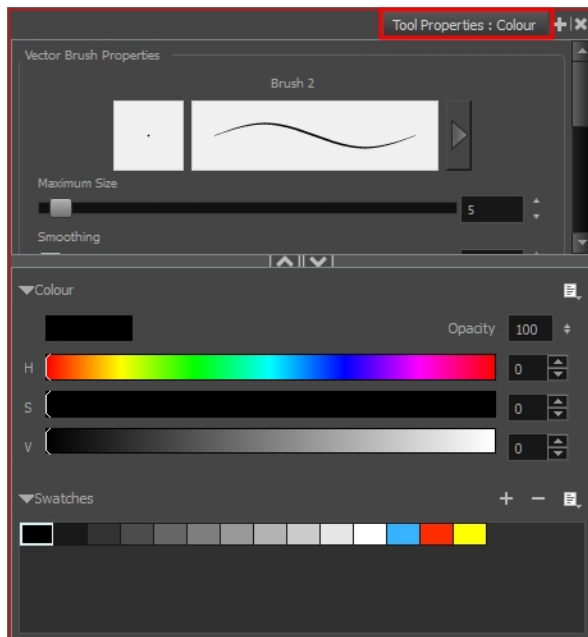 Tool Properties : Colour
Vector Brush Properties
Brush 2
Maximum Size
5
Smoothing
Colour
Opacity 100
H 0
S 0
V 0
Swatches